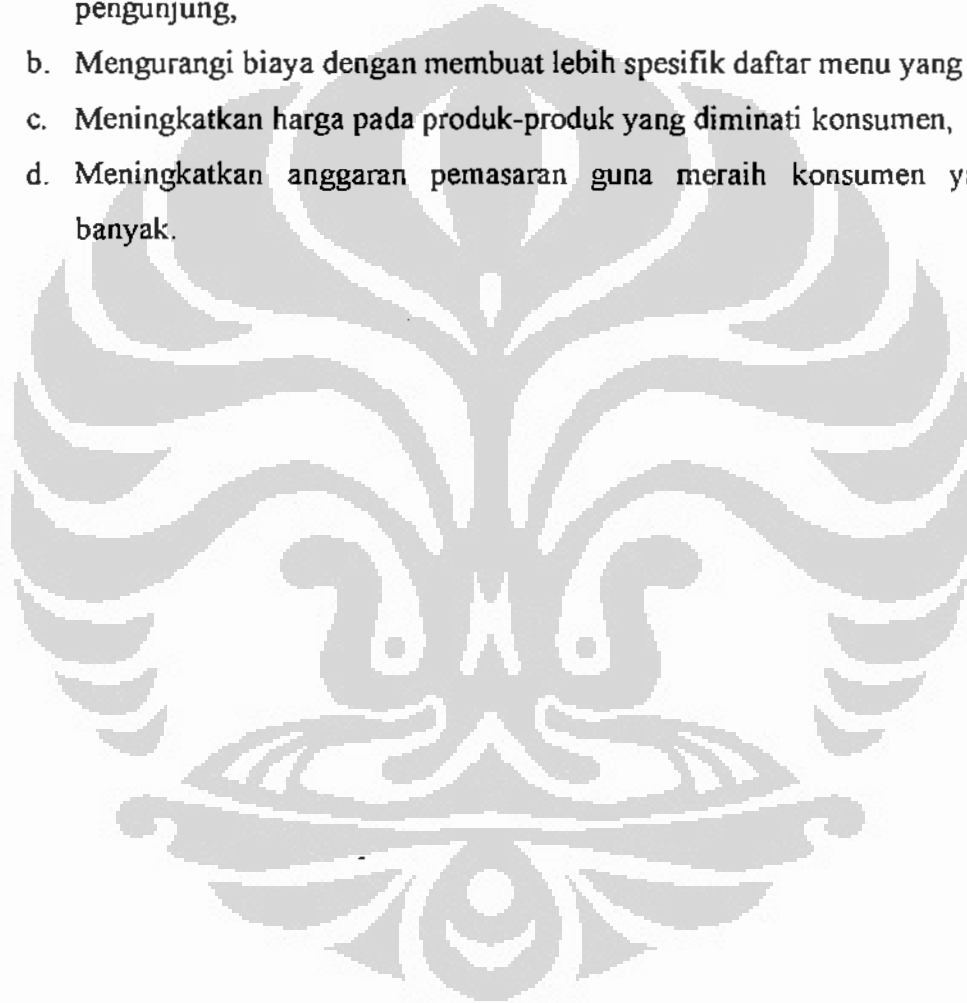 pengunjung,
b. Mengurangi biaya dengan membuat lebih spesifik daftar menu yang
c. Meningkatkan harga pada produk-produk yang diminati konsumen,
d. Meningkatkan anggaran pemasaran guna meraih konsumen
banyak.